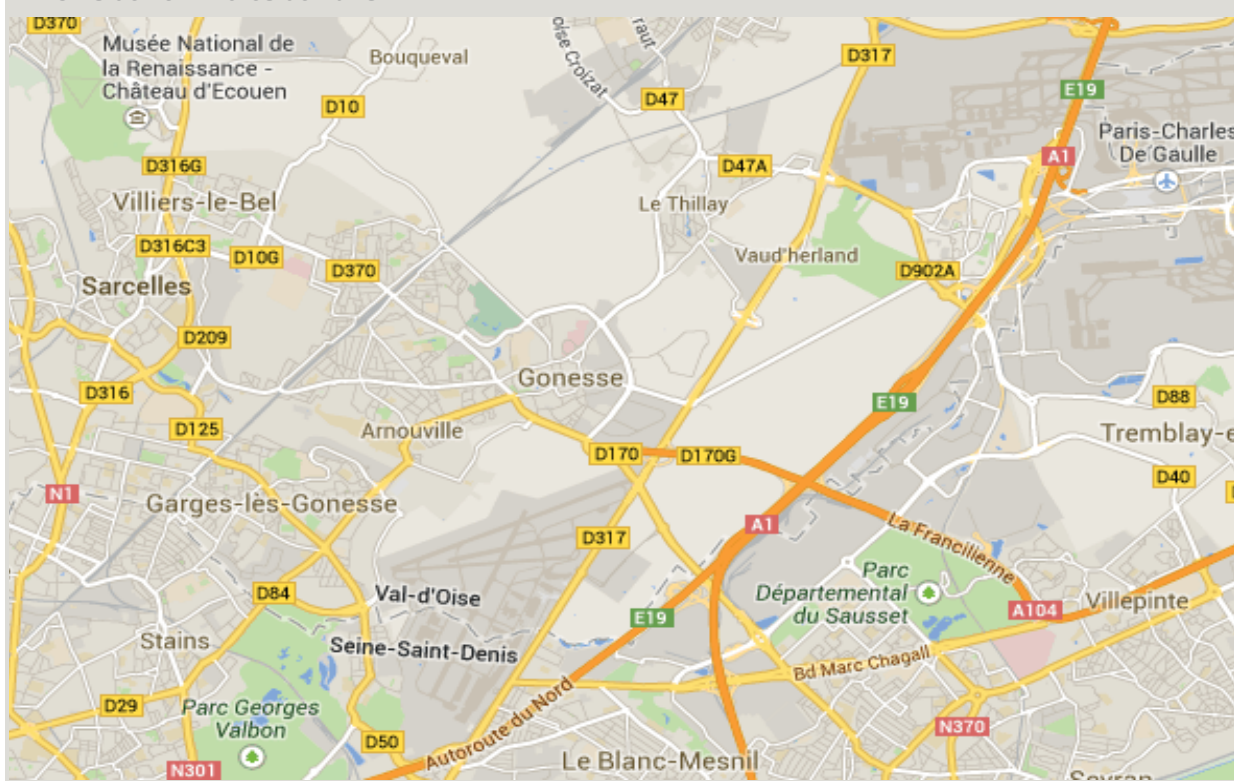 D370
Musée National de
la Renaissance -
Château d'Ecouen
Bouqueval
D10
D47
D317
E19
Paris-Charles
De Gaulle
A1
D316G
D47A
Villiers-le-Bel
Le Thillay
D316C3
D10G
D370
Vaud'herland
D902A
Sarcelles
D209
Gonesse
D316
E19
D88
D125
Arnouville
Tremblay-e
D170
D170G
D40
N1
Garges-lès-Gonesse
A1
D317
La Francilienne
Parc
Départemental
du Sausset
D84
Val-d'Oise
E19
A104
Villepinte
Stains
Seine-Saint-Denis
Bd Marc Chagall
D29
Parc Georges
Valbon
Autoroute du Nord
N370
D50
Le Blanc-Mesnil
N301